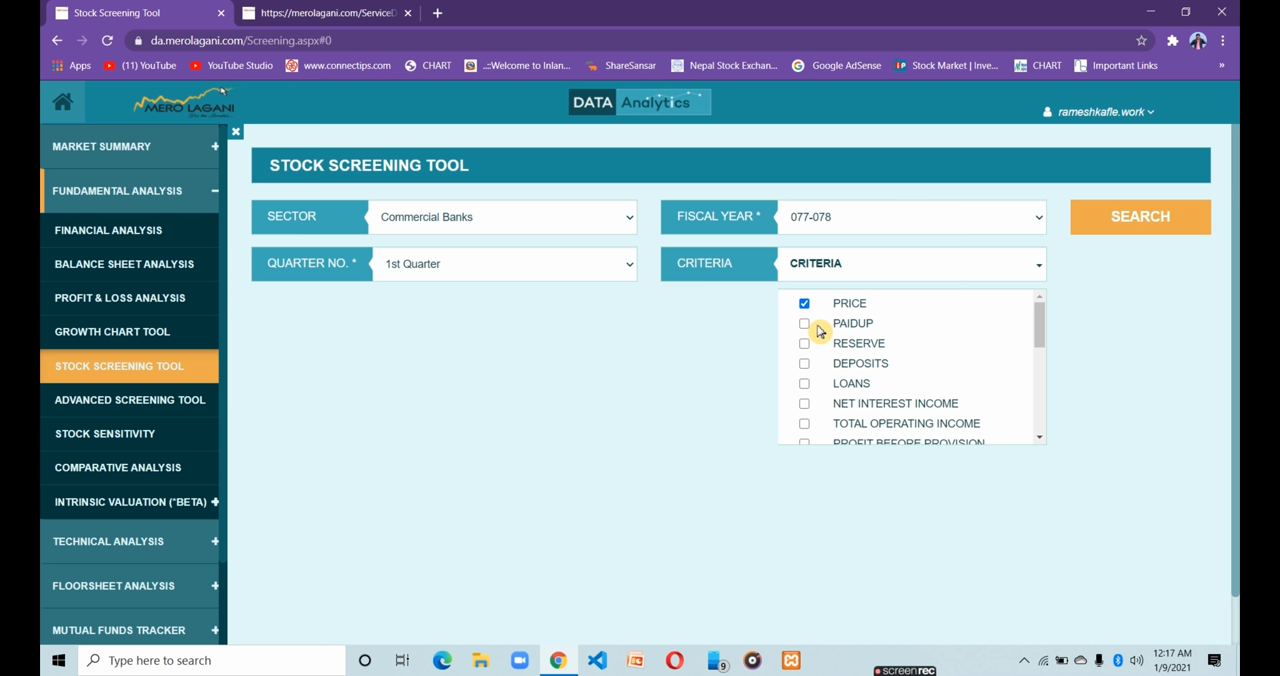 Stock Screening Tool
https://merolagani.com/ServiceD
da.merolagani.com/Screening.aspx#0
Apps
(11) YouTube
YouTube Studio
www.connectips.com
CHART
..::Welcome to Inlan...
ShareSansar
Nepal Stock Exchan...
Google AdSense
Stock Market | Inve...
CHART
Important Links
»
MERO LAGANI
DATA Analytics
rameshkafle.work
MARKET SUMMARY
FUNDAMENTAL ANALYSIS
FINANCIAL ANALYSIS
BALANCE SHEET ANALYSIS
PROFIT & LOSS ANALYSIS
GROWTH CHART TOOL
STOCK SCREENING TOOL
ADVANCED SCREENING TOOL
STOCK SENSITIVITY
COMPARATIVE ANALYSIS
INTRINSIC VALUATION (*BETA)
TECHNICAL ANALYSIS
FLOORSHEET ANALYSIS
MUTUAL FUNDS TRACKER
STOCK SCREENING TOOL
SECTOR
Commercial Banks
FISCAL YEAR *
077-078
SEARCH
QUARTER NO. *
1st Quarter
CRITERIA
CRITERIA
PRICE
PAIDUP
RESERVE
DEPOSITS
LOANS
NET INTEREST INCOME
TOTAL OPERATING INCOME
PROFIT BEFORE PROVISION
Type here to search
9
screenrec
12:17 AM
1/9/2021